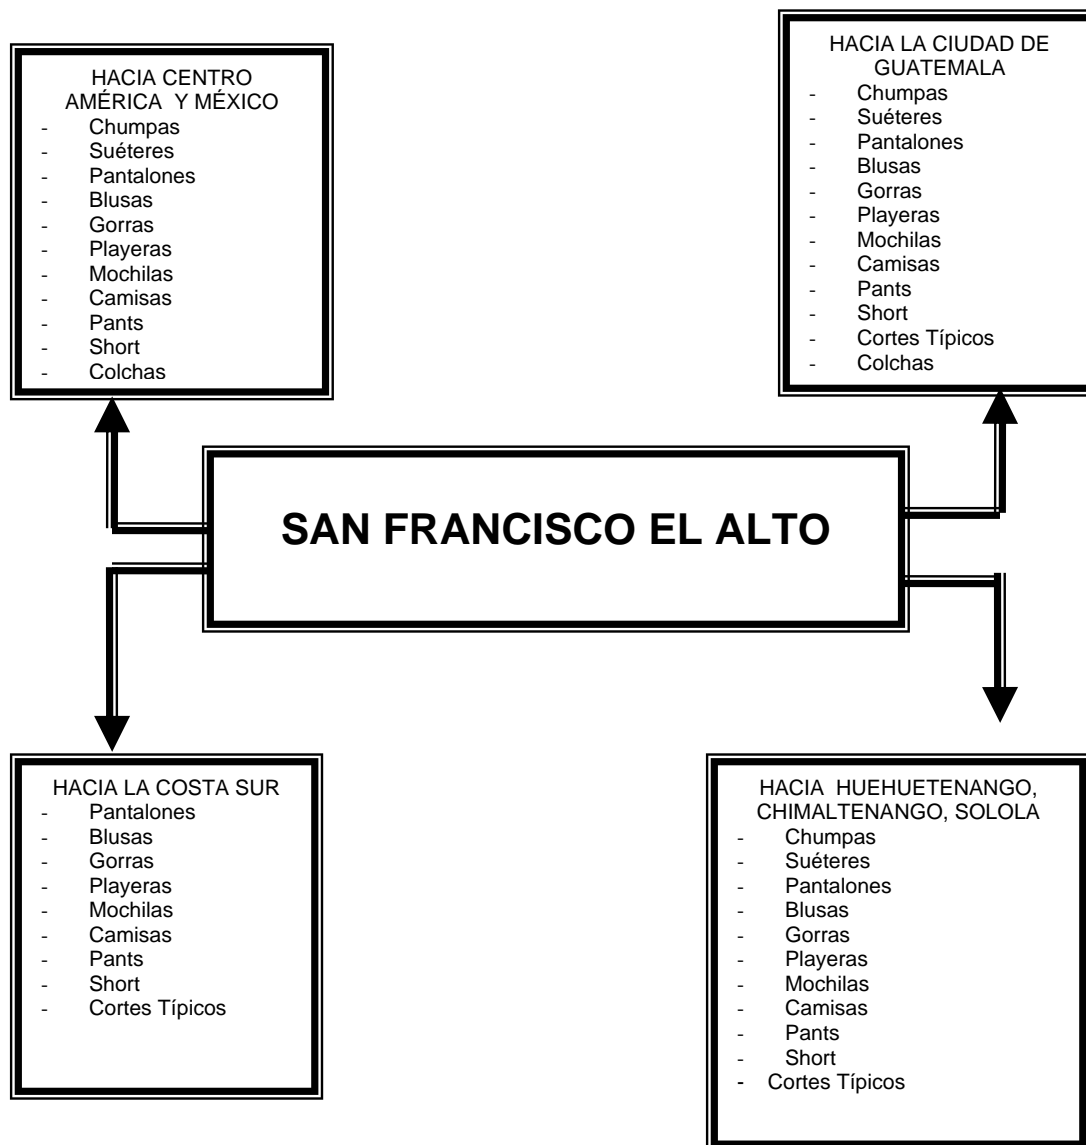 HACIA CENTRO
AMÉRICA Y MÉXICO
- Chumpas
- Suéteres
- Pantalones
- Blusas
- Gorras
- Playeras
- Mochilas
- Camisas
- Pants
- Short
- Colchas
HACIA LA CIUDAD DE
GUATEMALA
- Chumpas
- Suéteres
- Pantalones
- Blusas
- Gorras
- Playeras
- Mochilas
- Camisas
- Pants
- Short
- Cortes Típicos
- Colchas
SAN FRANCISCO EL ALTO
HACIA LA COSTA SUR
- Pantalones
- Blusas
- Gorras
- Playeras
- Mochilas
- Camisas
- Pants
- Short
- Cortes Típicos
HACIA HUEHUETENANGO,
CHIMALTENANGO, SOLOLA
- Chumpas
- Suéteres
- Pantalones
- Blusas
- Gorras
- Playeras
- Mochilas
- Camisas
- Pants
- Short
- Cortes Típicos